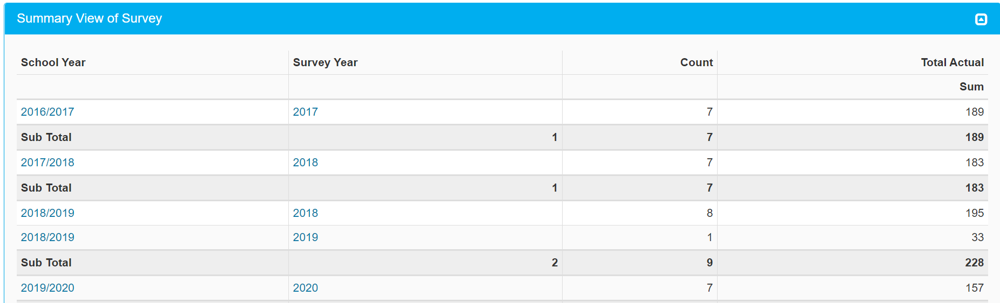 Summary View of Survey
School Year Survey Year Count Total Actual
Sum
2016/2017 2017 7 189
Sub Total 1 7 189
2017/2018 2018 7 183
Sub Total 1 7 183
2018/2019 2018 8 195
2018/2019 2019 1 33
Sub Total 2 9 228
2019/2020 2020 7 157